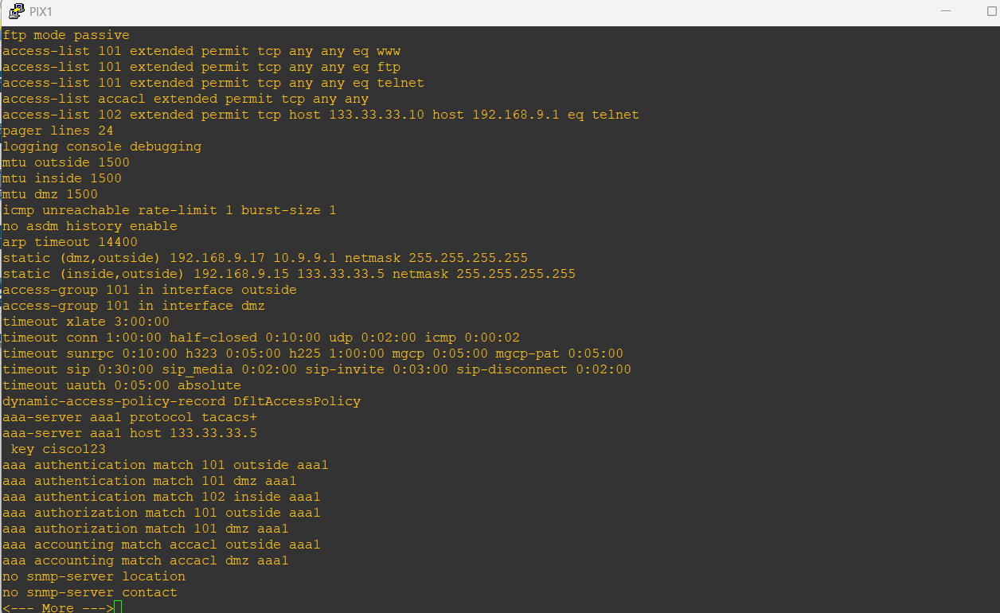 PIX1
ftp mode passive
access-list 101 extended permit tcp any any eq www
access-list 101 extended permit tcp any any eq ftp
access-list 101 extended permit tcp any any eq telnet
access-list accacl extended permit tcp any any
access-list 102 extended permit tcp host 133.33.33.10 host 192.168.9.1 eq telnet
pager lines 24
logging console debugging
mtu outside 1500
mtu inside 1500
mtu dmz 1500
icmp unreachable rate-limit 1 burst-size 1
no asdm history enable
arp timeout 14400
static (dmz,outside) 192.168.9.17 10.9.9.1 netmask 255.255.255.255
static (inside,outside) 192.168.9.15 133.33.33.5 netmask 255.255.255.255
access-group 101 in interface outside
access-group 101 in interface dmz
timeout xlate 3:00:00
timeout conn 1:00:00 half-closed 0:10:00 udp 0:02:00 icmp 0:00:02
timeout sunrpc 0:10:00 h323 0:05:00 h225 1:00:00 mgcp 0:05:00 mgcp-pat 0:05:00
timeout sip 0:30:00 sip_media 0:02:00 sip-invite 0:03:00 sip-disconnect 0:02:00
timeout uauth 0:05:00 absolute
dynamic-access-policy-record DfltAccessPolicy
aaa-server aaa1 protocol tacacs+
aaa-server aaa1 host 133.33.33.5
 key cisco123
aaa authentication match 101 outside aaa1
aaa authentication match 101 dmz aaa1
aaa authentication match 102 inside aaa1
aaa authorization match 101 outside aaa1
aaa authorization match 101 dmz aaa1
aaa accounting match accacl outside aaa1
aaa accounting match accacl dmz aaa1
no snmp-server location
no snmp-server contact
<--- More --->